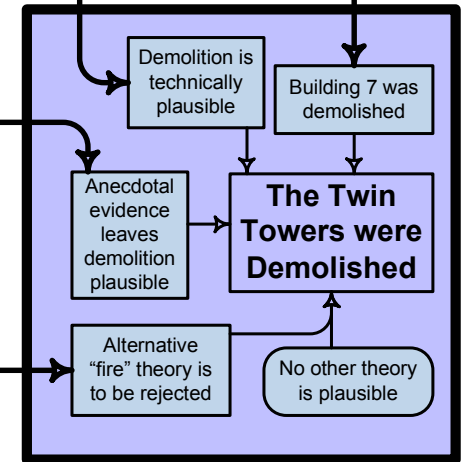 Demolition is
technically
plausible
Building 7 was
demolished
Anecdotal
evidence
leaves
demolition
plausible
The Twin
Towers were
Demolished
Alternative
“fire” theory is
to be rejected
No other theory
is plausible